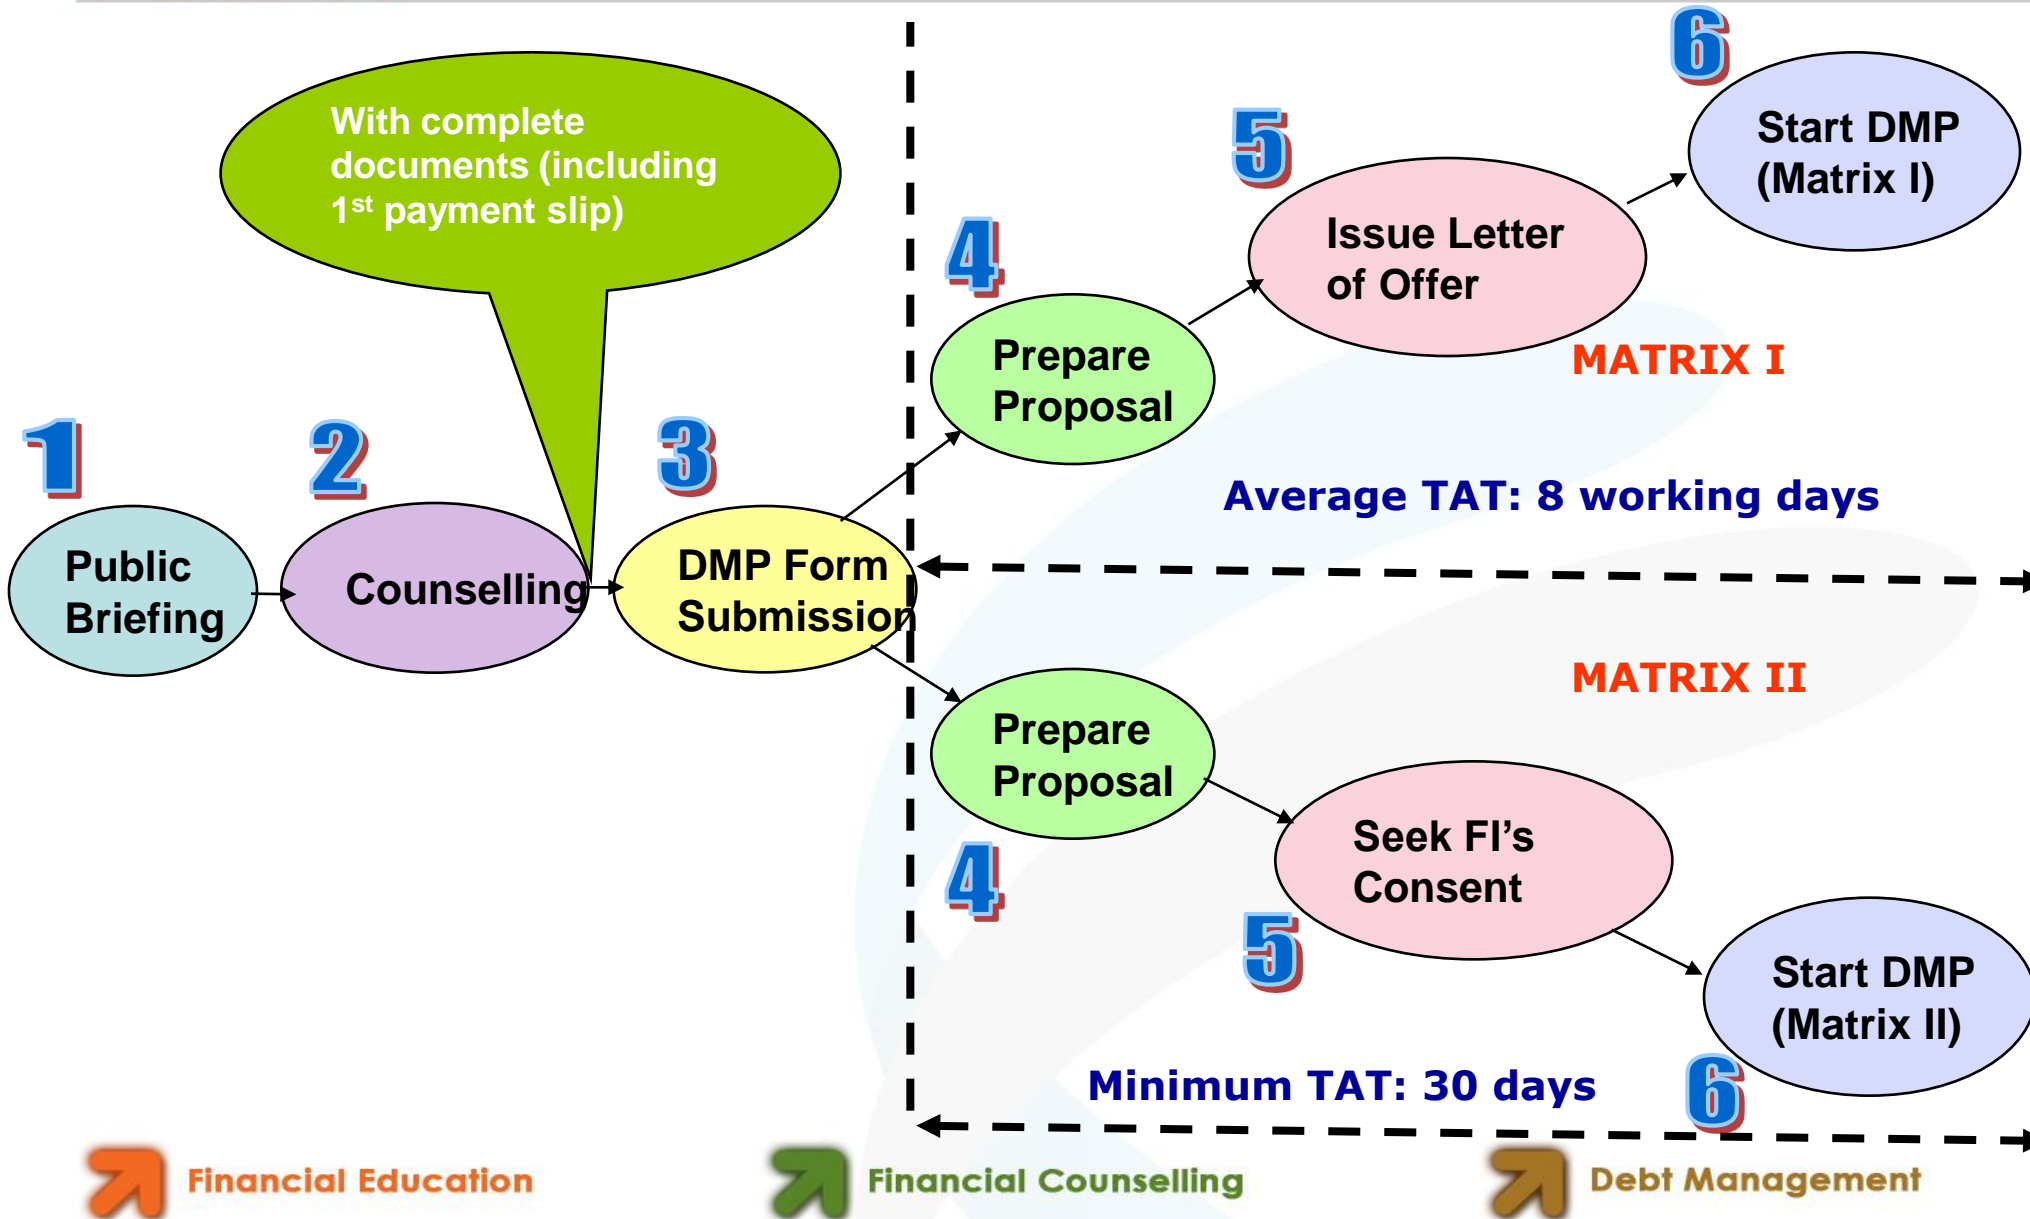 With complete
documents (including
1st payment slip)
1
Public
Briefing
2
Counselling
3
DMP Form
Submission
4
Prepare
Proposal
5
Issue Letter
of Offer
6
Start DMP
(Matrix I)
MATRIX I
Average TAT: 8 working days
MATRIX II
Prepare
Proposal
4
Seek FI’s
Consent
5
Start DMP
(Matrix II)
6
Minimum TAT: 30 days
Financial Education
Financial Counselling
Debt Management